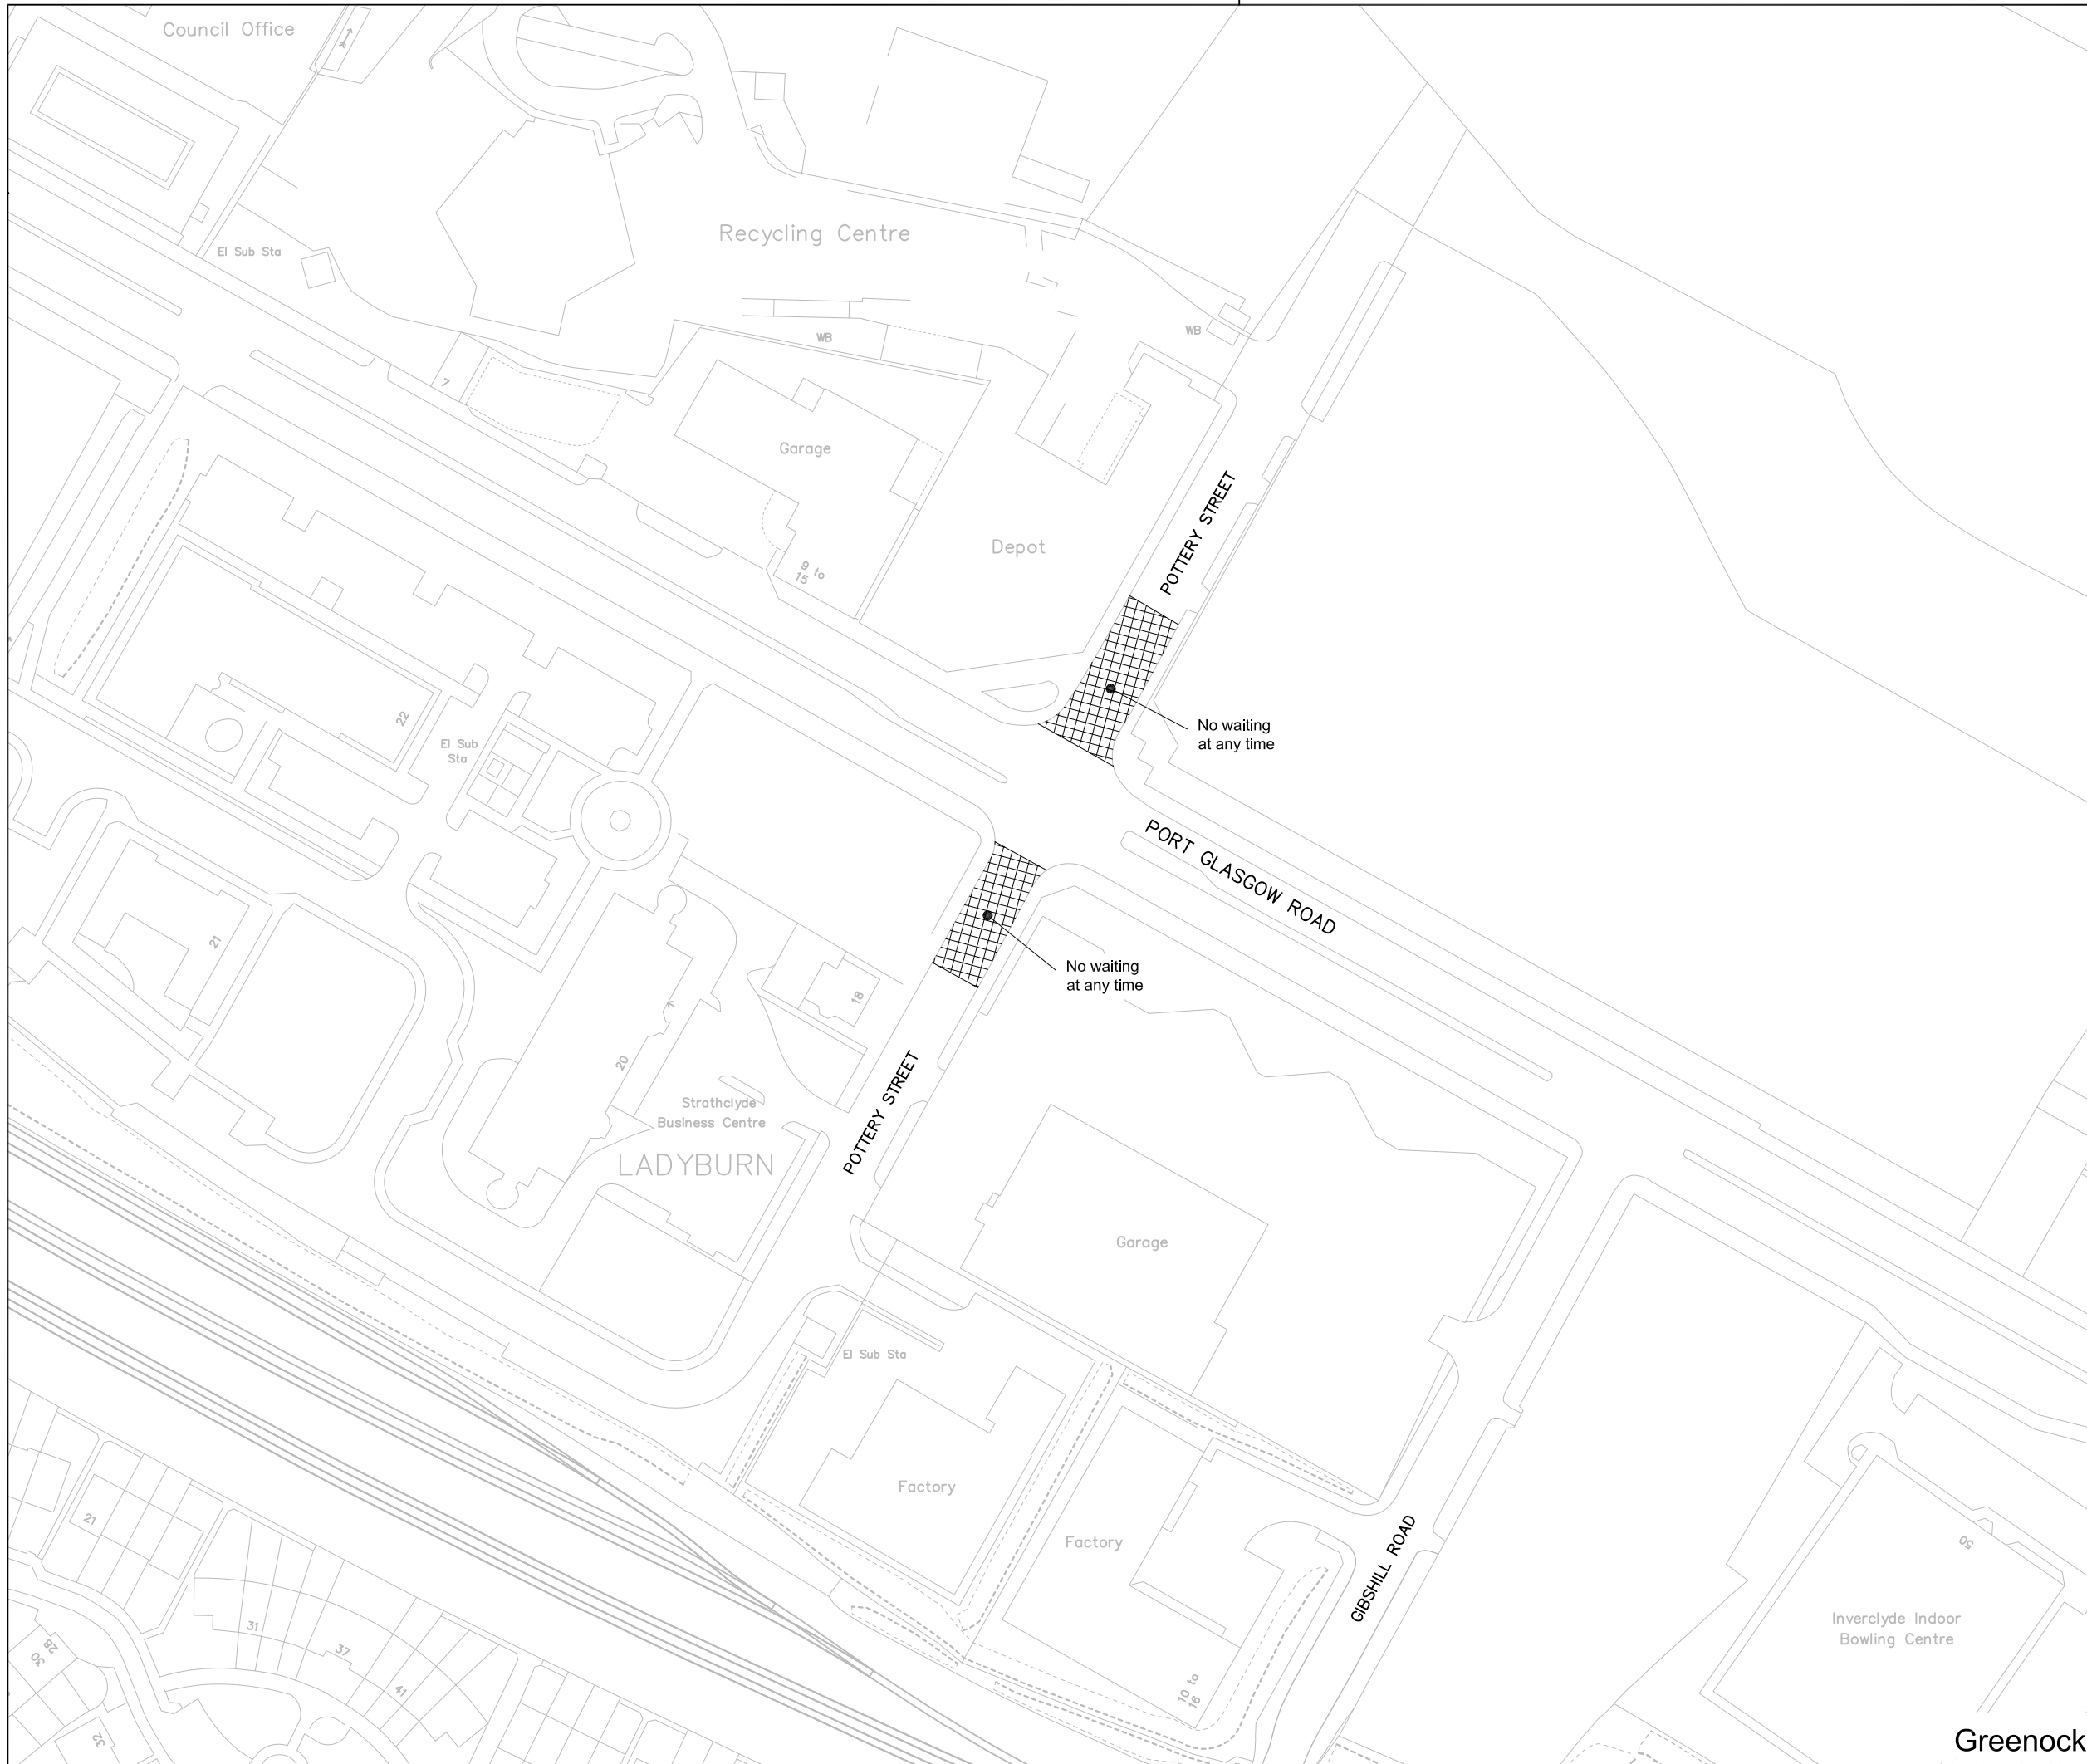 Council Office
El Sub Sta
Recycling Centre
WB
WB
7
Garage
9 to
15
Depot
POTTERY STREET
No waiting
at any time
22
El Sub
Sta
PORT GLASGOW ROAD
21
No waiting
at any time
18
20
Strathclyde
Business Centre
LADYBURN
POTTERY STREET
Garage
El Sub Sta
Factory
Factory
GIBSHILL ROAD
21
31
37
41
28
30
32
10 to
16
50
Inverclyde Indoor
Bowling Centre
Greenock